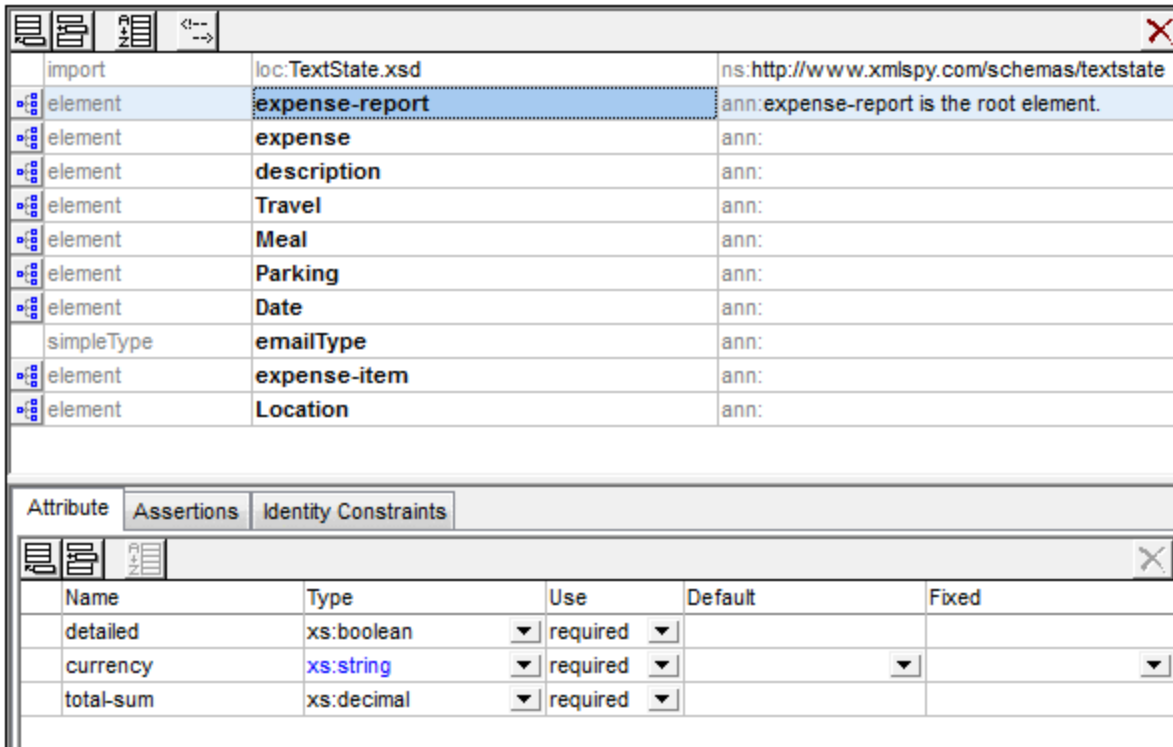 import loc:TextState.xsd ns:http://www.xmlspy.com/schemas/textstate
element expense-report ann:expense-report is the root element.
element expense ann:
element description ann:
element Travel ann:
element Meal ann:
element Parking ann:
element Date ann:
simpleType emailType ann:
element expense-item ann:
element Location ann:
Attribute Assertions Identity Constraints
Name Type Use Default Fixed
detailed xs:boolean required
currency xs:string required
total-sum xs:decimal required